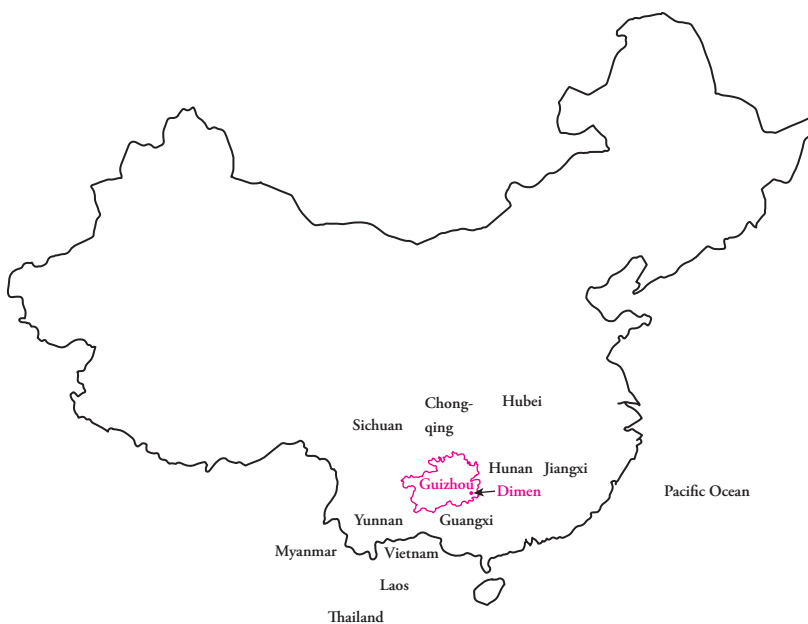 Hubei
Chong-
qing
Sichuan
Hunan
Jiangxi
Guizhou
Dimen
Pacific Ocean
Yunnan
Guangxi
Myanmar
Vietnam
Laos
Thailand